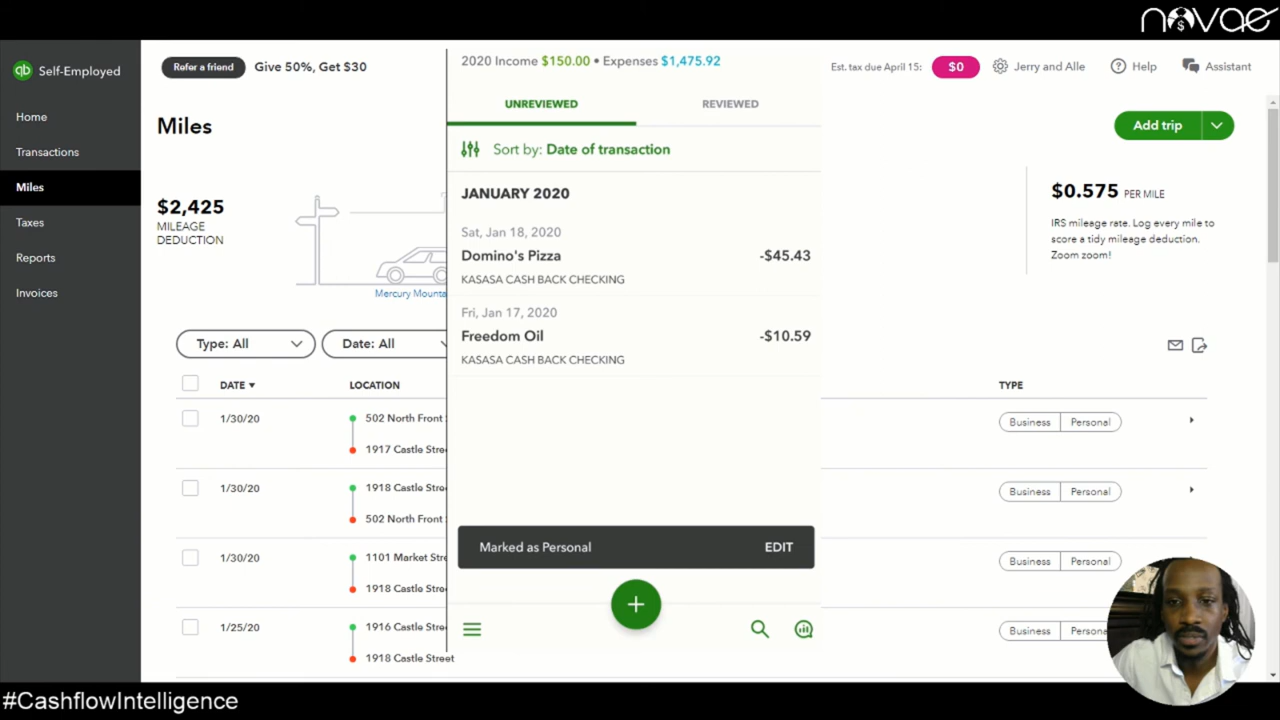 novae
qb Self-Employed
Refer a friend Give 50%, Get $30
2020 Income $150.00 • Expenses $1,475.92
Est. tax due April 15: $0 Jerry and Alle ? Help Assistant
Home
Transactions
Miles
Taxes
Reports
Invoices
Miles
Add trip
$2,425
MILEAGE
DEDUCTION
Mercury Mounta
$0.575 PER MILE
IRS mileage rate. Log every mile to
score a tidy mileage deduction.
Zoom zoom!
Type: All Date: All
DATE LOCATION TYPE
1/30/20 502 North Front Business Personal
1917 Castle Stre
1/30/20 1918 Castle Stre Business Personal
502 North Front
1/30/20 1101 Market Stre Business Personal
1918 Castle Stre
1/25/20 1916 Castle Stre Business Persona
1918 Castle Street
UNREVIEWED REVIEWED
Sort by: Date of transaction
JANUARY 2020
Sat, Jan 18, 2020
Domino's Pizza -$45.43
KASASA CASH BACK CHECKING
Fri, Jan 17, 2020
Freedom Oil -$10.59
KASASA CASH BACK CHECKING
Marked as Personal EDIT
#CashflowIntelligence